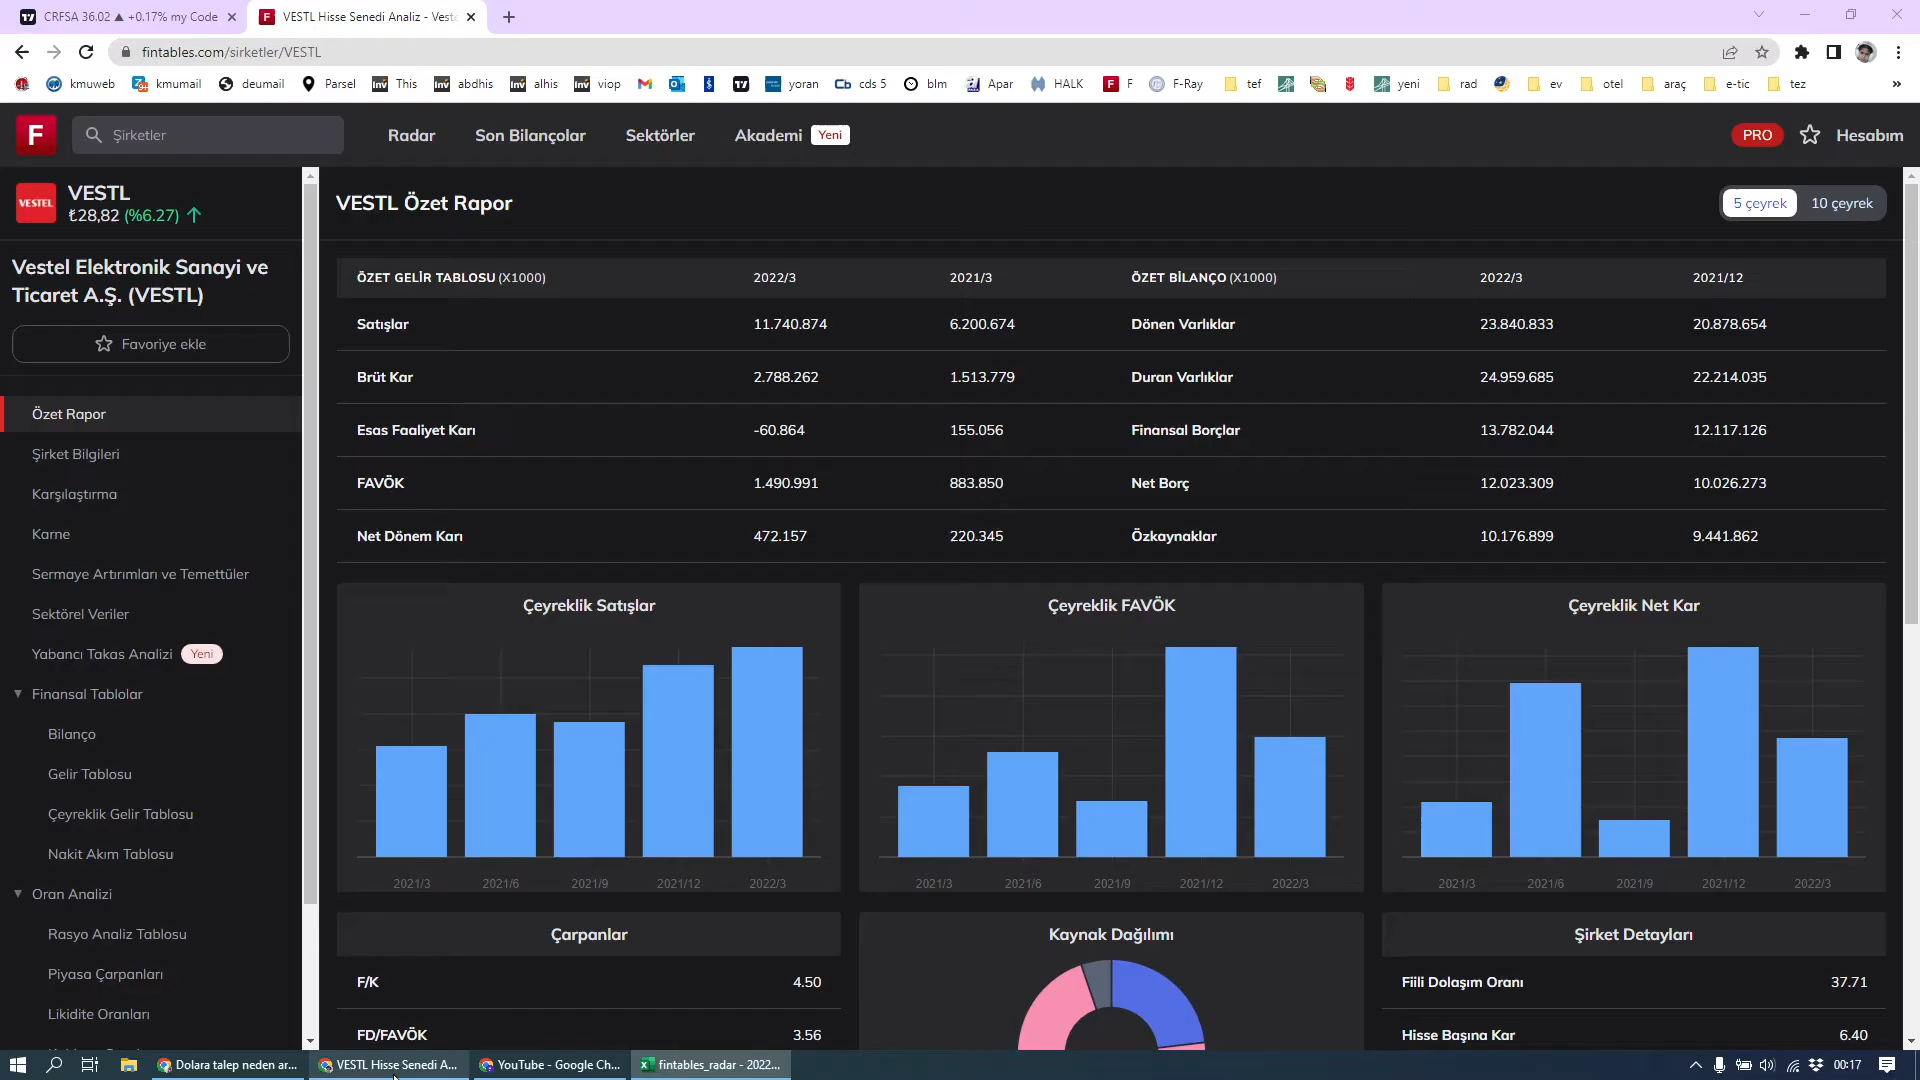 CRFSA 36.02 ▲ +0.17% my Code
VESTL Hisse Senedi Analiz - Veste
fintables.com/sirketler/VESTL
kmuweb kmumail deumail Parsel This abdhis alhis viop yoran cds 5 blm Apar HALK F F-Ray tef yeni rad ev otel araç e-tic tez »
F Şirketler Radar Son Bilançolar Sektörler Akademi Yeni PRO Hesabım
VESTEL VESTL
₺28,82 (%6.27) ↑
Vestel Elektronik Sanayi ve
Ticaret A.Ş. (VESTL)
Favoriye ekle
Özet Rapor
Şirket Bilgileri
Karşılaştırma
Karne
Sermaye Artırımları ve Temettüler
Sektörel Veriler
Yabancı Takas Analizi Yeni
Finansal Tablolar
Bilanço
Gelir Tablosu
Çeyreklik Gelir Tablosu
Nakit Akım Tablosu
Oran Analizi
Rasyo Analiz Tablosu
Piyasa Çarpanları
Likidite Oranları
VESTL Özet Rapor
5 çeyrek 10 çeyrek
ÖZET GELİR TABLOSU (X1000) 2022/3 2021/3 ÖZET BİLANÇO (X1000) 2022/3 2021/12
Satışlar 11.740.874 6.200.674 Dönen Varlıklar 23.840.833 20.878.654
Brüt Kar 2.788.262 1.513.779 Duran Varlıklar 24.959.685 22.214.035
Esas Faaliyet Karı -60.864 155.056 Finansal Borçlar 13.782.044 12.117.126
FAVÖK 1.490.991 883.850 Net Borç 12.023.309 10.026.273
Net Dönem Karı 472.157 220.345 Özkaynaklar 10.176.899 9.441.862
Çeyreklik Satışlar
2021/3 2021/6 2021/9 2021/12 2022/3
Çeyreklik FAVÖK
2021/3 2021/6 2021/9 2021/12 2022/3
Çeyreklik Net Kar
2021/3 2021/6 2021/9 2021/12 2022/3
Çarpanlar
F/K 4.50
FD/FAVÖK 3.56
Kaynak Dağılımı
Şirket Detayları
Fiili Dolaşım Oranı 37.71
Hisse Başına Kar 6.40
Dolara talep neden ar... VESTL Hisse Senedi A... YouTube - Google Ch... fintables_radar - 2022... 00:17